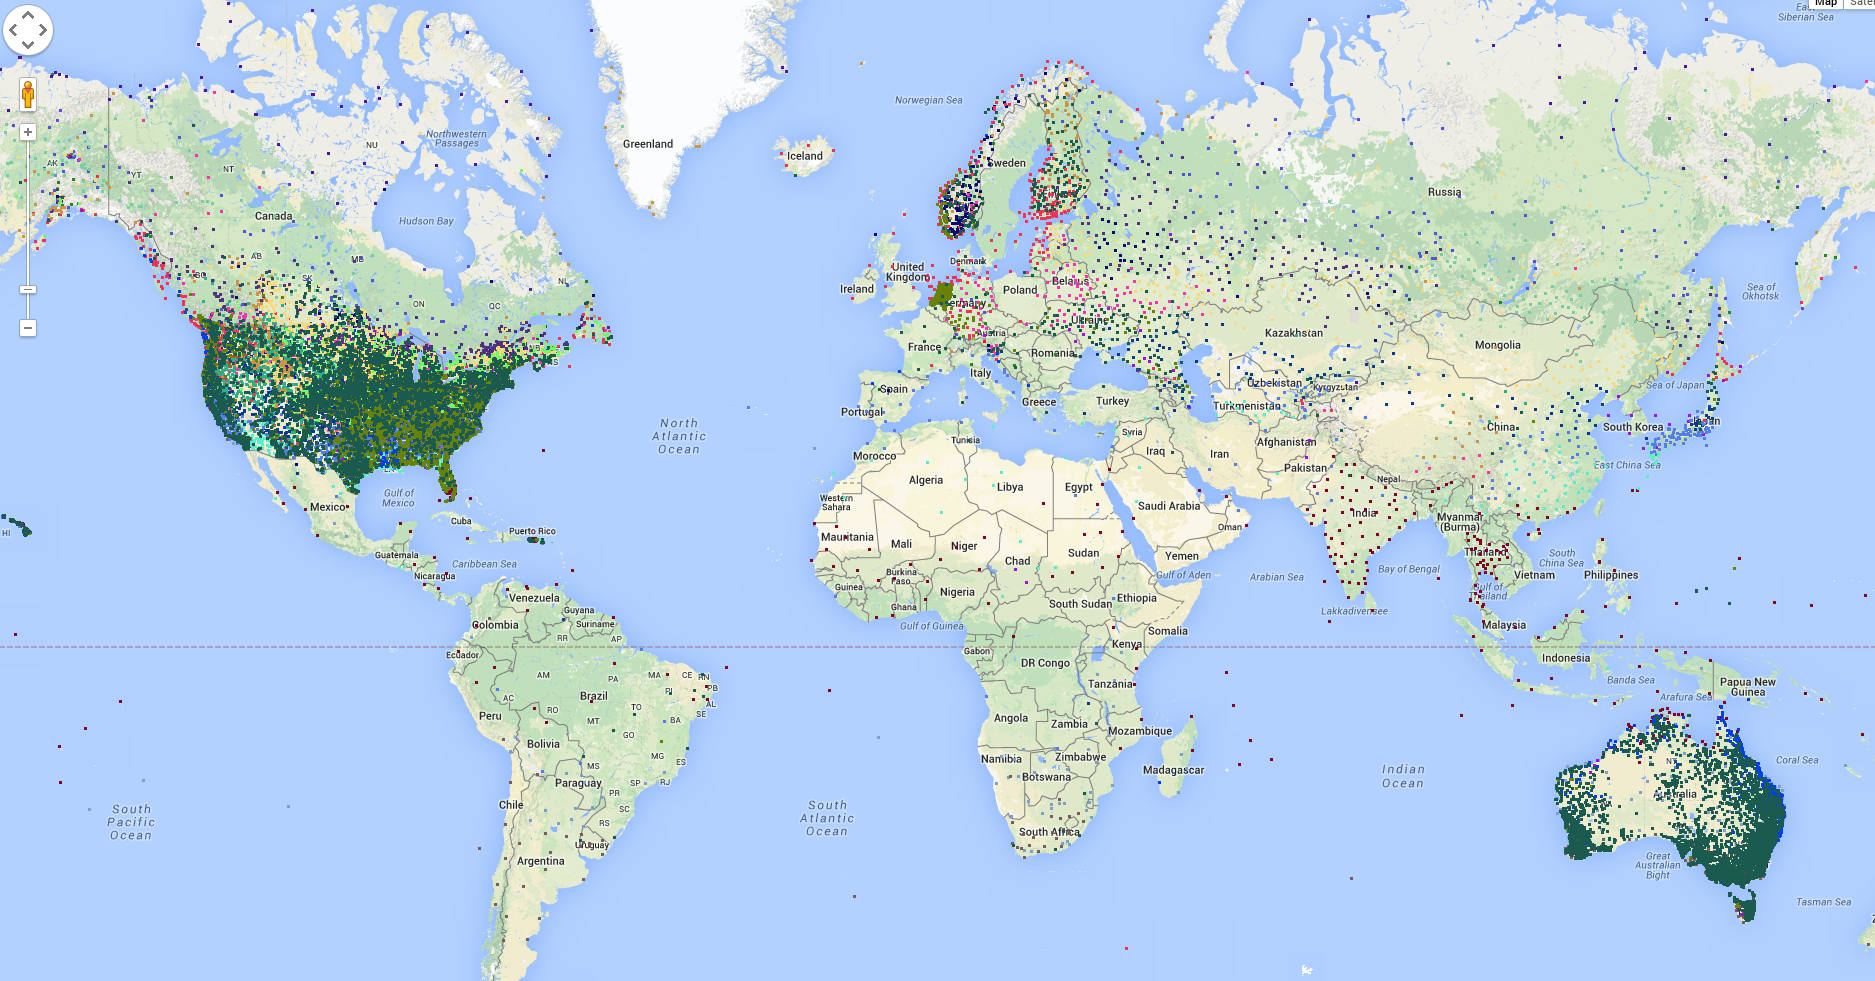 Map
Sate
East
Siberian Sea
Norwegian Sea
Northwestern
Passages
Greenland
NU
Iceland
Sweden
AK
NT
YT
Russia
Canada
Hudson Bay
AB
MB
Denmark
United
Kingdom
BC
SK
NL
Belarus
Ireland
Poland
Sea of
Okhotsk
ON
QC
Germany
Ukraine
Kazakhstan
Austria
NB
NS
France
Mongolia
Romania
Italy
Spain
Uzbekistan
Kyrgyzstan
Sea of Japan
Greece
Turkey
Turkmenistan
Portugal
North
Atlantic
Ocean
Syria
Tunisia
Afghanistan
China
South Korea
Japan
Morocco
Iraq
Iran
Pakistan
East China Sea
Algeria
Libya
Egypt
Nepal
Gulf of
Mexico
Western
Sahara
Saudi Arabia
India
Myanmar
(Burma)
Mexico
Cuba
Puerto Rico
Oman
HI
Mauritania
Mali
Niger
Chad
Sudan
Yemen
Thailand
South
China Sea
Guatemala
Caribbean Sea
Nicaragua
Burkina
Faso
Gulf of Aden
Arabian Sea
Bay of Bengal
Vietnam
Philippines
Guinea
Nigeria
Gulf of
Thailand
Venezuela
Ghana
South Sudan
Ethiopia
Guyana
Lakkadivensee
Colombia
Suriname
Gulf of Guinea
Somalia
Malaysia
RR
AP
Kenya
Ecuador
Gabon
DR Congo
Indonesia
AM
PA
MA
CE
RN
PB
Banda Sea
Papua New
Guinea
Tanzânia
AC
Brazil
PI
AL
Arafura Sea
RO
TO
SE
Peru
MT
BA
Angola
Zambia
GO
Mozambique
Bolivia
MG
ES
Namibia
Zimbabwe
Coral Sea
MS
Botswana
Madagascar
Indian
Ocean
NT
Paraguay
SP
RJ
PR
Australia
Chile
SC
South
Pacific
Ocean
South
Atlantic
Ocean
RS
South Africa
Uruguay
Argentina
Great
Australian
Bight
Tasman Sea